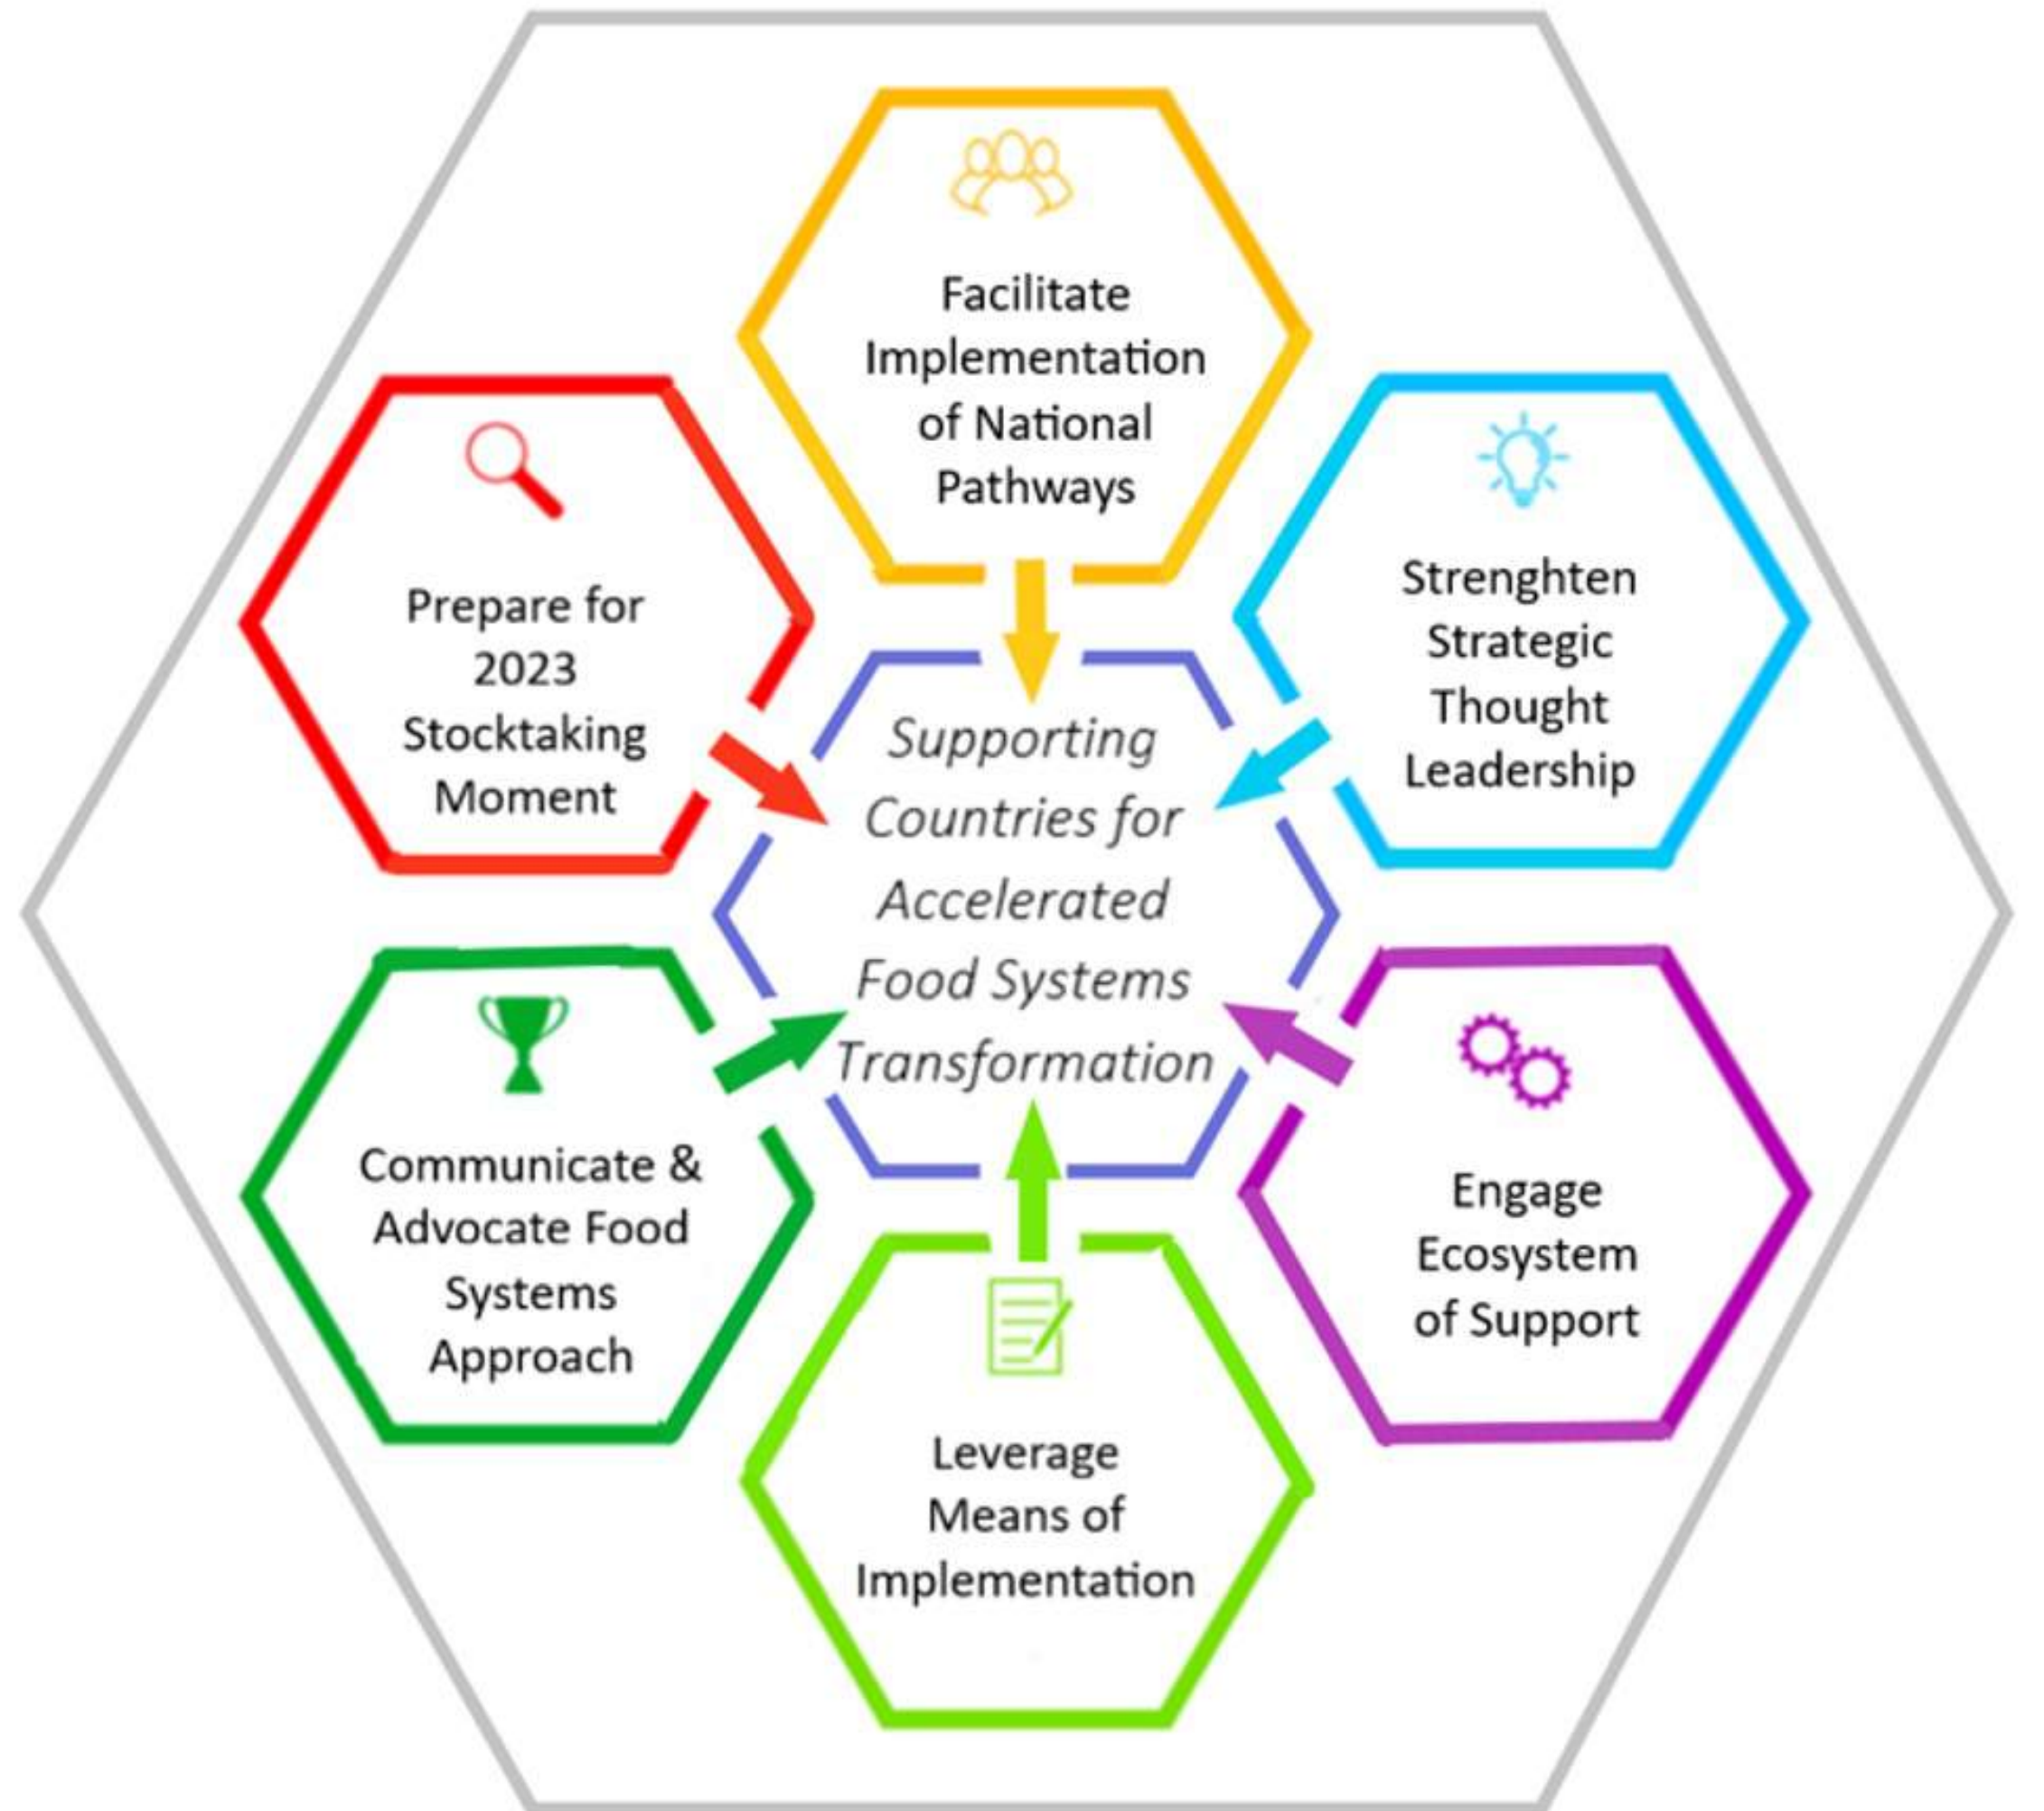 Facilitate
Implementation
of National
Pathways
Strenghten
Strategic
Thought
Leadership
Engage
Ecosystem
of Support
Leverage
Means of
Implementation
Communicate &
Advocate Food
Systems
Approach
Prepare for
2023
Stocktaking
Moment
Supporting
Countries for
Accelerated
Food Systems
Transformation